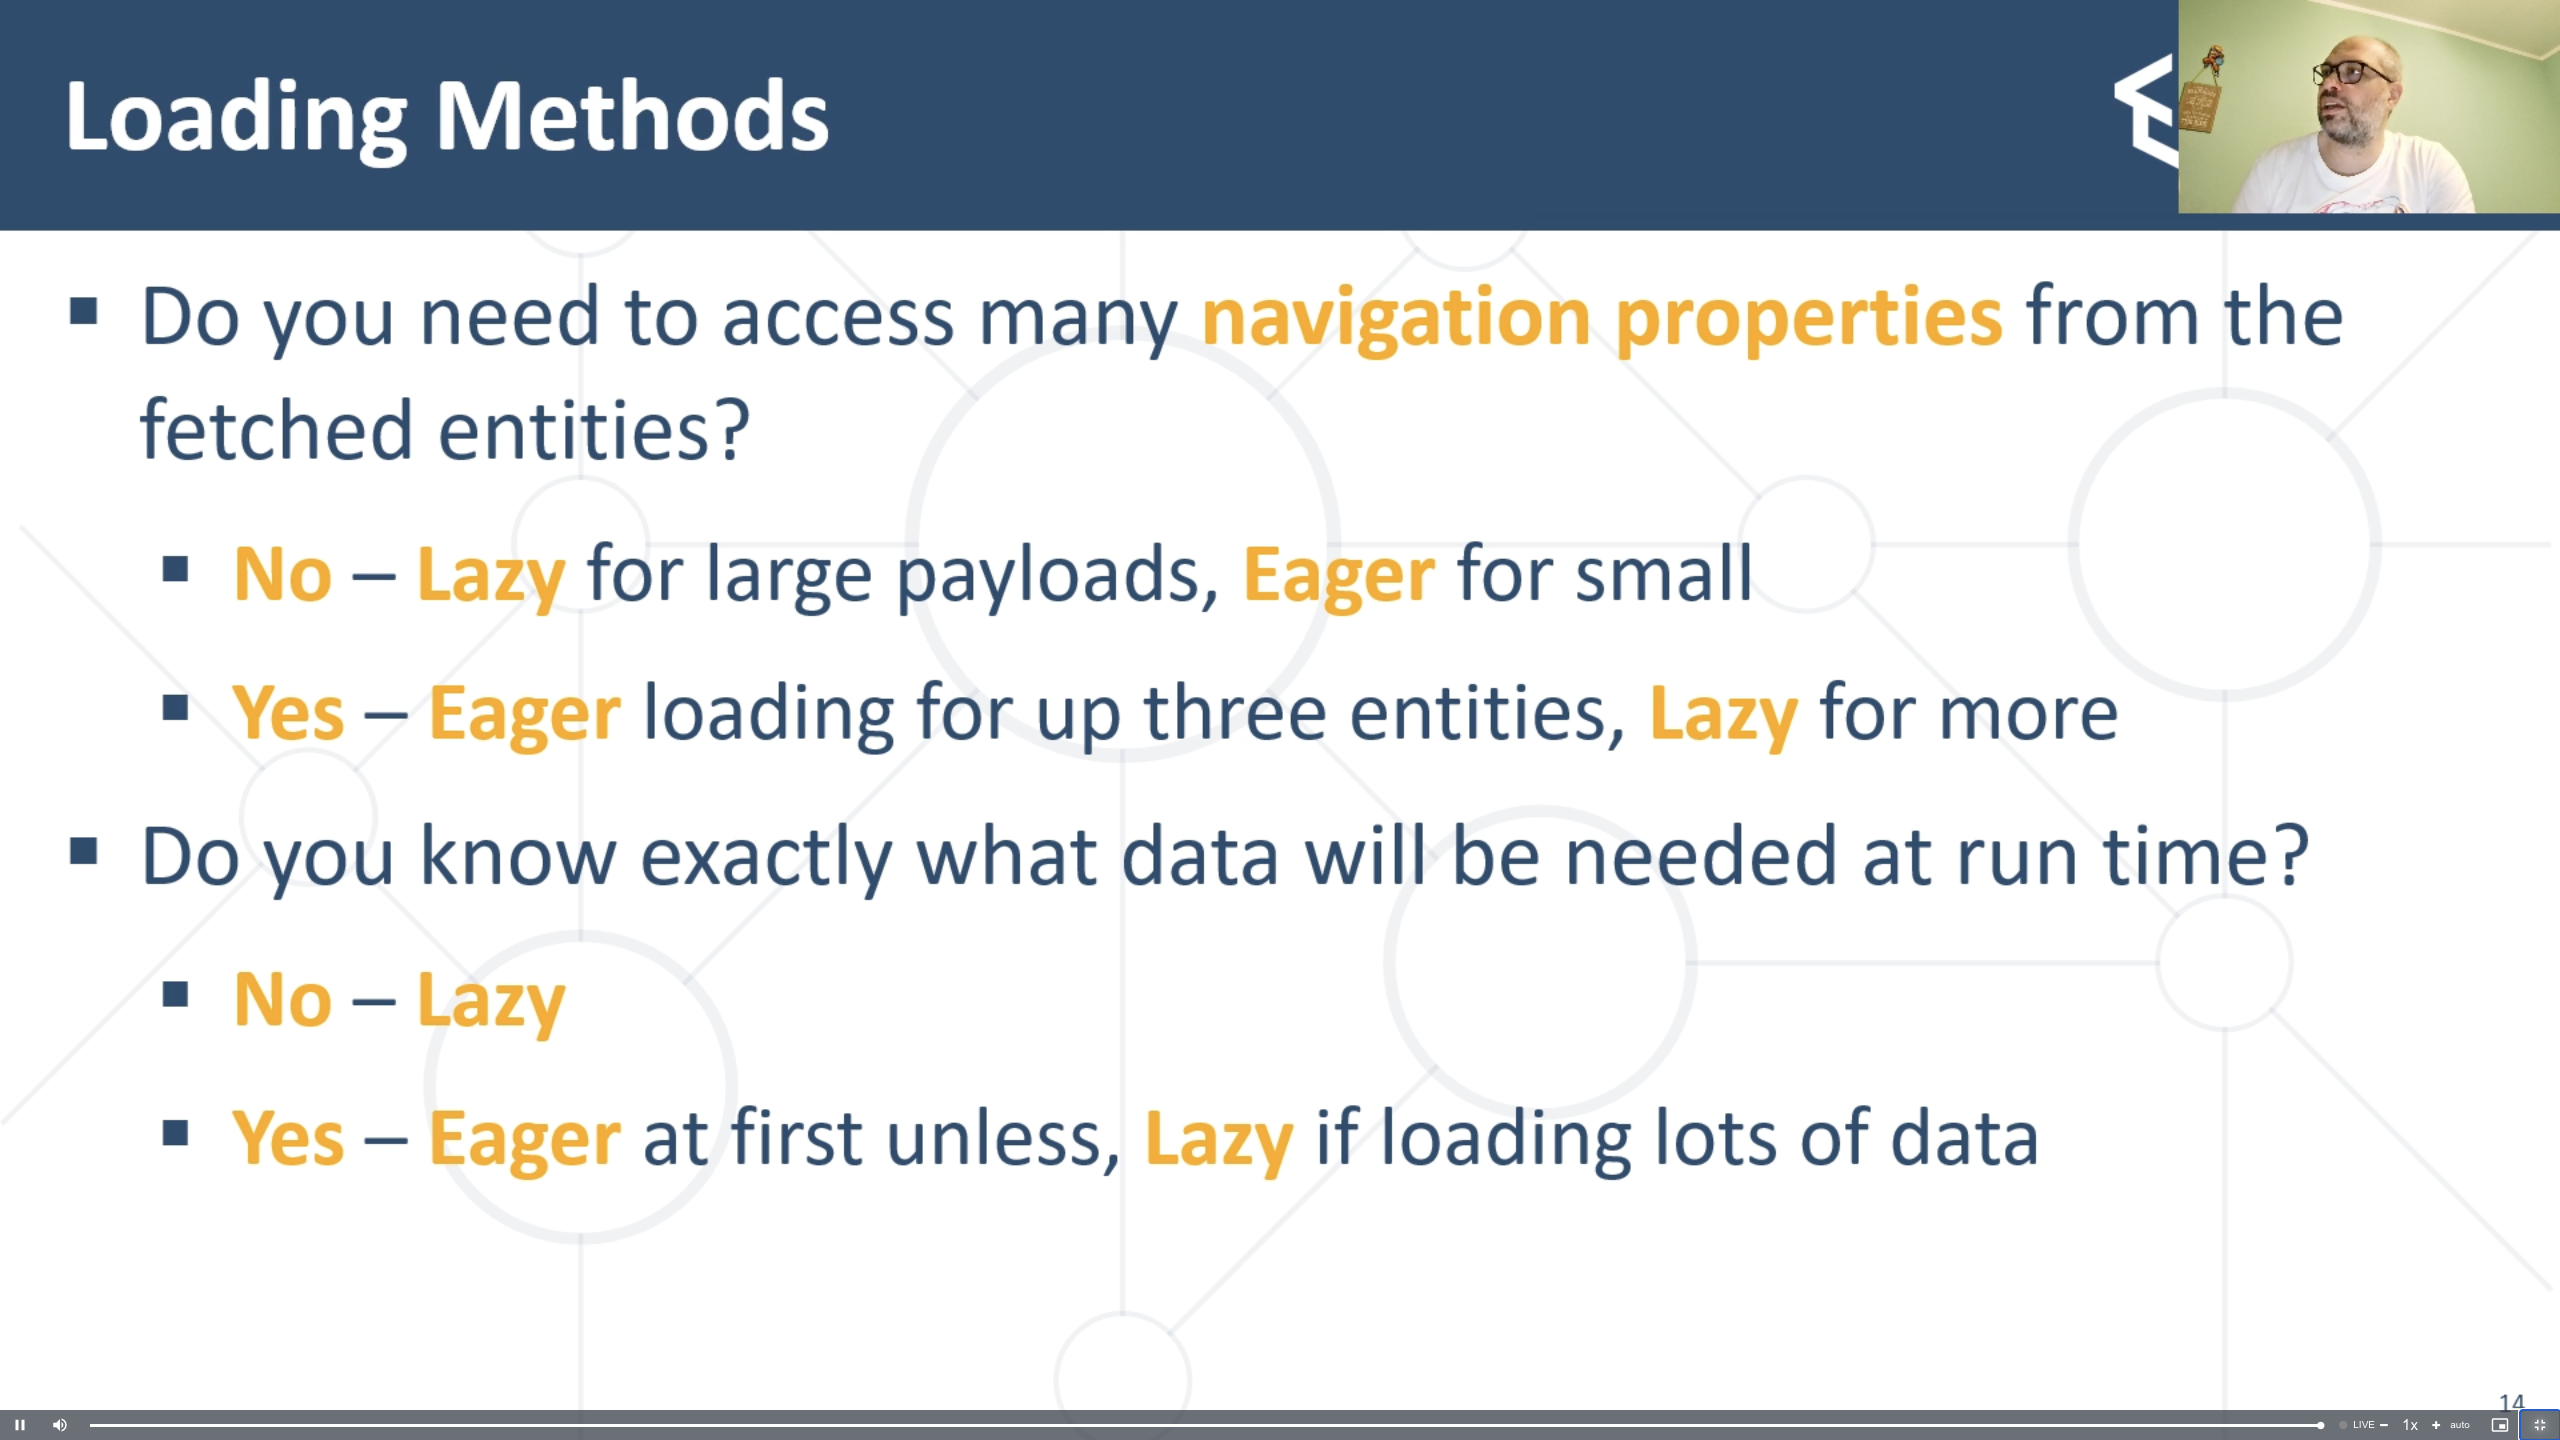 Loading Methods
Do you need to access many navigation properties from the
fetched entities?
No – Lazy for large payloads, Eager for small
Yes – Eager loading for up three entities, Lazy for more
Do you know exactly what data will be needed at run time?
No – Lazy
Yes – Eager at first unless, Lazy if loading lots of data
14
LIVE 1x auto